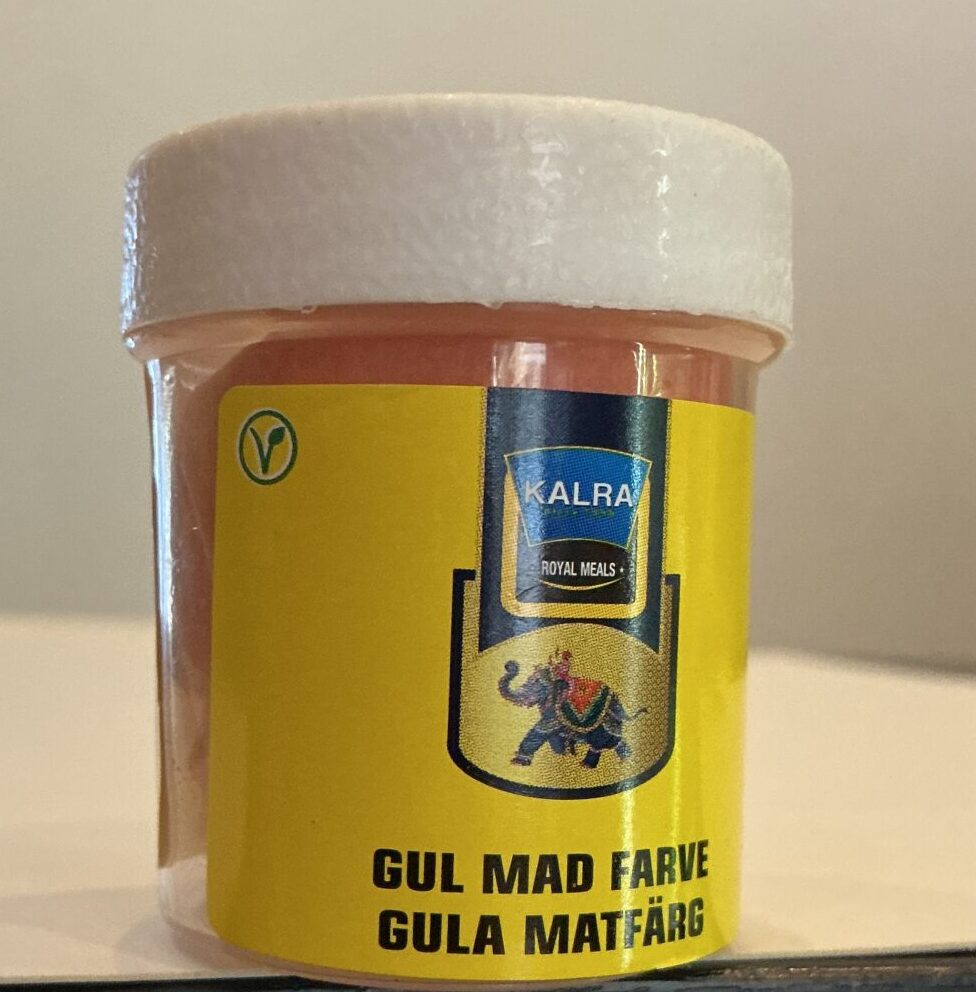 KALRA
ROYAL MEALS
GUL MAD FARVE
GULA MATFÄRG